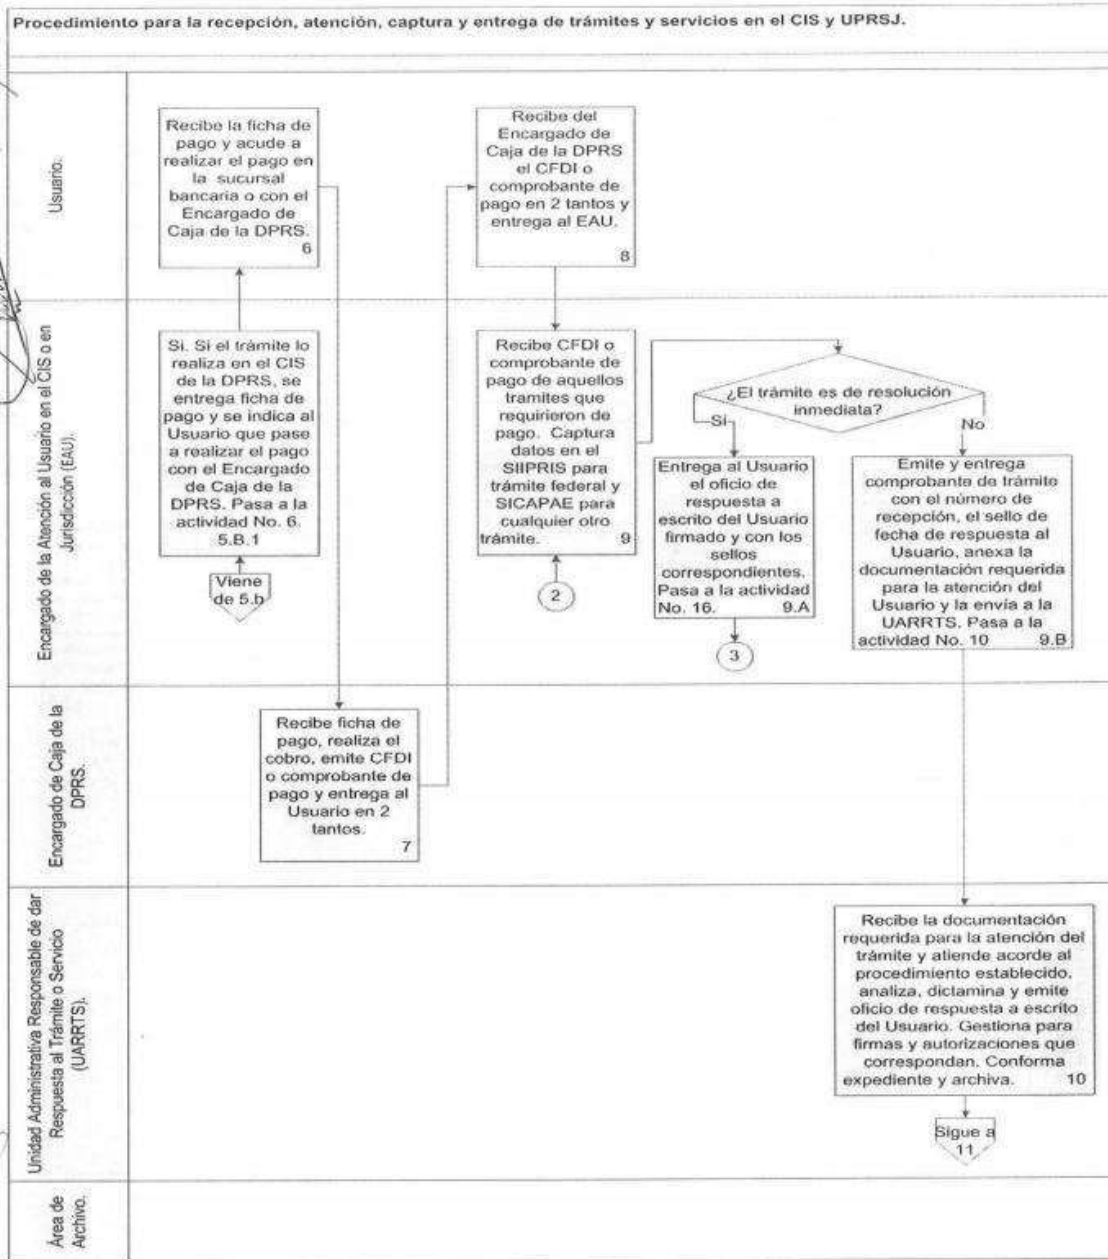 Procedimiento para la recepción, atención, captura y entrega de trámites y servicios en el CIS y UPRSJ.
Usuario.
Recibe la ficha de
pago y acude a
realizar el pago en
la sucursal
bancaria o con el
Encargado de
Caja de la DPRS.
6
Recibe del
Encargado de
Caja de la DPRS
el CFDI o
comprobante de
pago en 2 tantos y
entrega al EAU.
8
Encargado de la Atención al Usuario en el CIS o en
Jurisdicción (EAU).
Si. Si el trámite lo
realiza en el CIS
de la DPRS, se
entrega ficha de
pago y se indica al
Usuario que pase
a realizar el pago
con el Encargado
de Caja de la
DPRS. Pasa a la
actividad No. 6.
5.B.1
Viene
de 5.b
Recibe CFDI o
comprobante de
pago de aquellos
tramites que
requirieron de
pago. Captura
datos en el
SIIPRIS para
trámite federal y
SICAPAE para
cualquier otro
trámite. 9
2
¿El trámite es de resolución
inmediata?
Sí
No
Entrega al Usuario
el oficio de
respuesta a
escrito del Usuario
firmado y con los
sellos
correspondientes.
Pasa a la actividad
No. 16. 9.A
3
Emite y entrega
comprobante de trámite
con el número de
recepción, el sello de
fecha de respuesta al
Usuario, anexa la
documentación requerida
para la atención del
Usuario y la envía a la
UARRTS. Pasa a la
actividad No. 10 9.B
Encargado de Caja de la
DPRS.
Recibe ficha de
pago, realiza el
cobro, emite CFDI
o comprobante de
pago y entrega al
Usuario en 2
tantos.
7
Unidad Administrativa Responsable de dar
Respuesta al Trámite o Servicio
(UARRTS).
Recibe la documentación
requerida para la atención del
trámite y atiende acorde al
procedimiento establecido,
analiza, dictamina y emite
oficio de respuesta a escrito
del Usuario. Gestiona para
firmas y autorizaciones que
correspondan. Conforma
expediente y archiva. 10
Sigue a
11
Área de
Archivo.